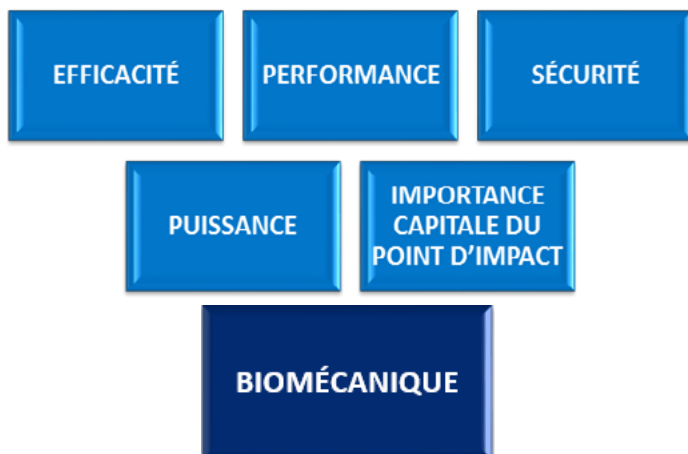 EFFICACITÉ
PERFORMANCE
SÉCURITÉ
PUISSANCE
IMPORTANCE
CAPITALE DU
POINT D’IMPACT
BIOMÉCANIQUE